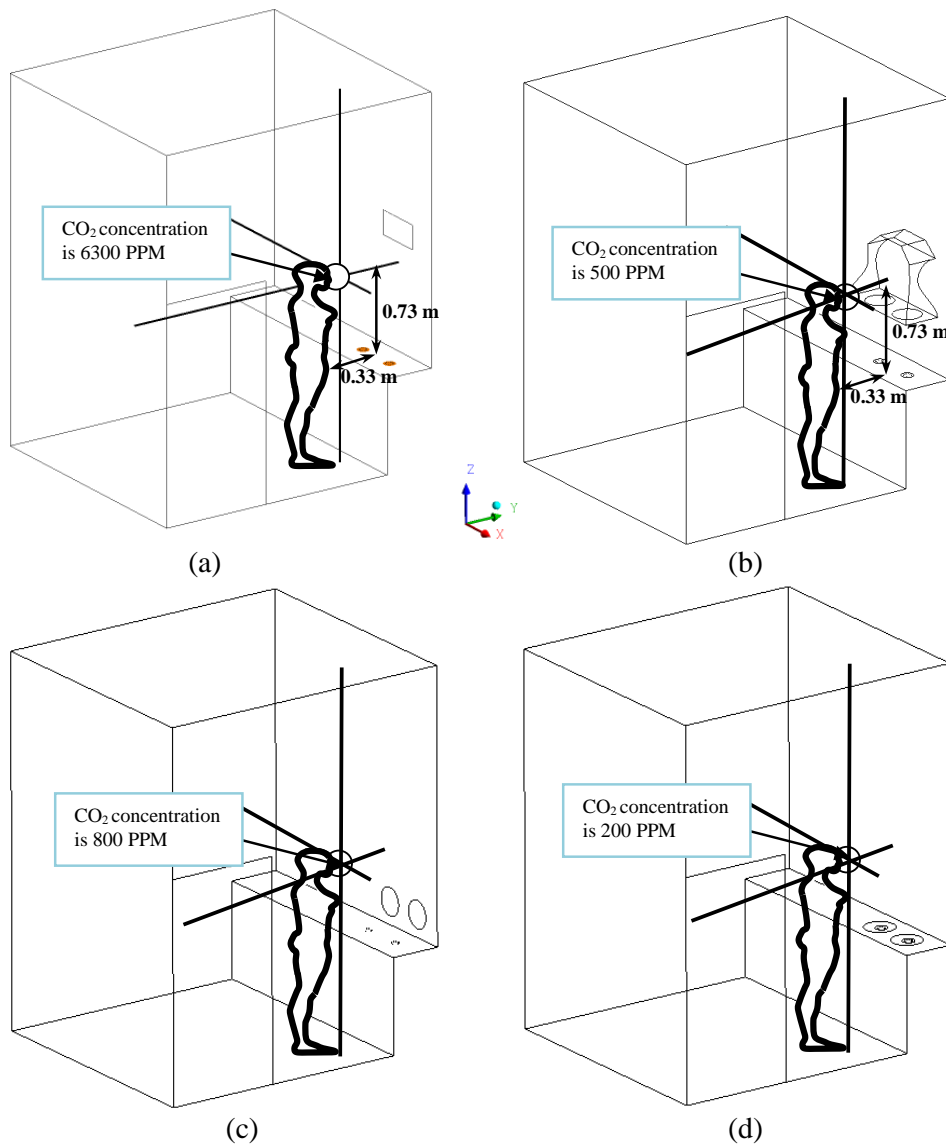 CO₂ concentration
is 6300 PPM
0.73 m
0.33 m
(a)
CO₂ concentration
is 500 PPM
0.73 m
0.33 m
(b)
Z
Y
X
CO₂ concentration
is 800 PPM
(c)
CO₂ concentration
is 200 PPM
(d)